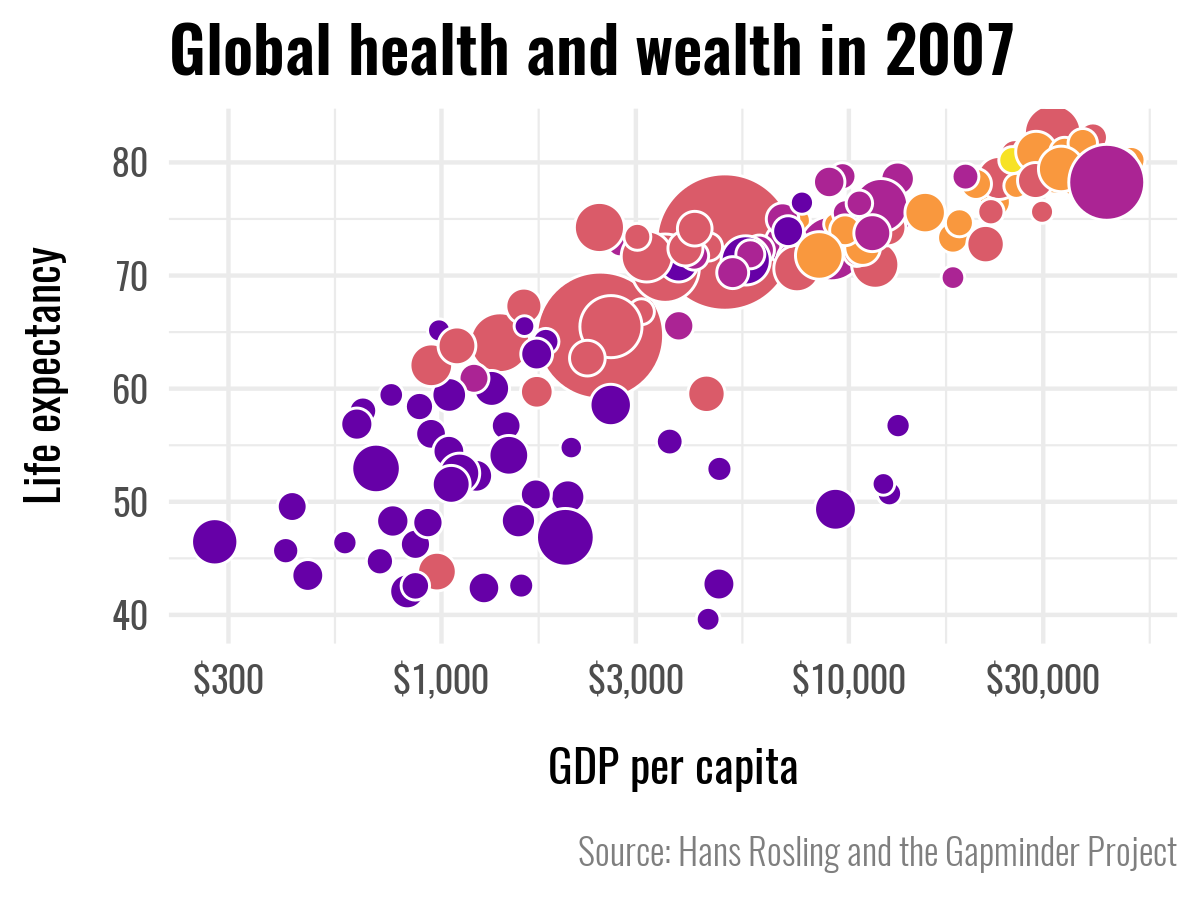 Global health and wealth in 2007
Life expectancy
80
70
60
50
40
$300 $1,000 $3,000 $10,000 $30,000
GDP per capita
Source: Hans Rosling and the Gapminder Project